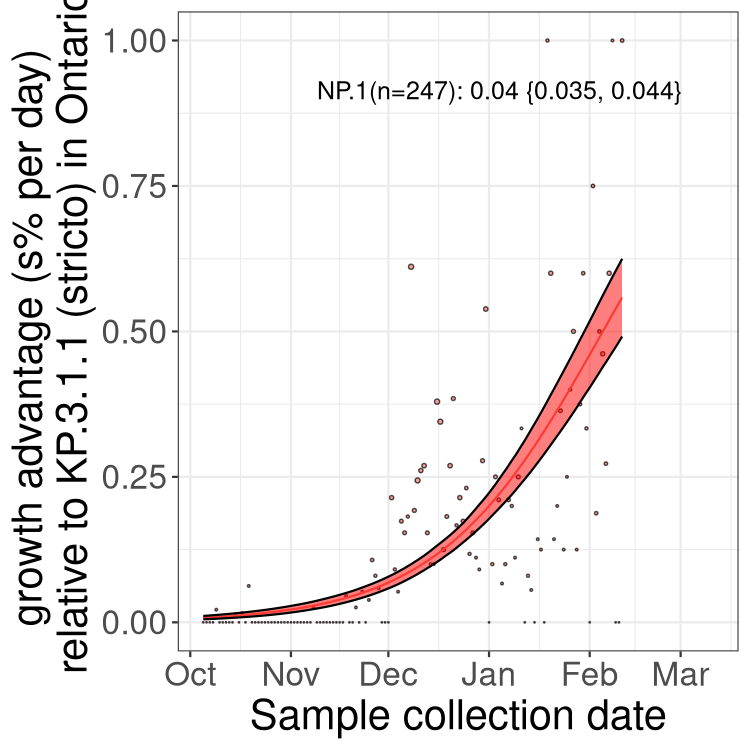 growth advantage (s% per day)
relative to KP.3.1.1 (stricto) in Ontario
1.00
0.75
0.50
0.25
0.00
NP.1(n=247): 0.04 {0.035, 0.044}
Oct Nov Dec Jan Feb Mar
Sample collection date